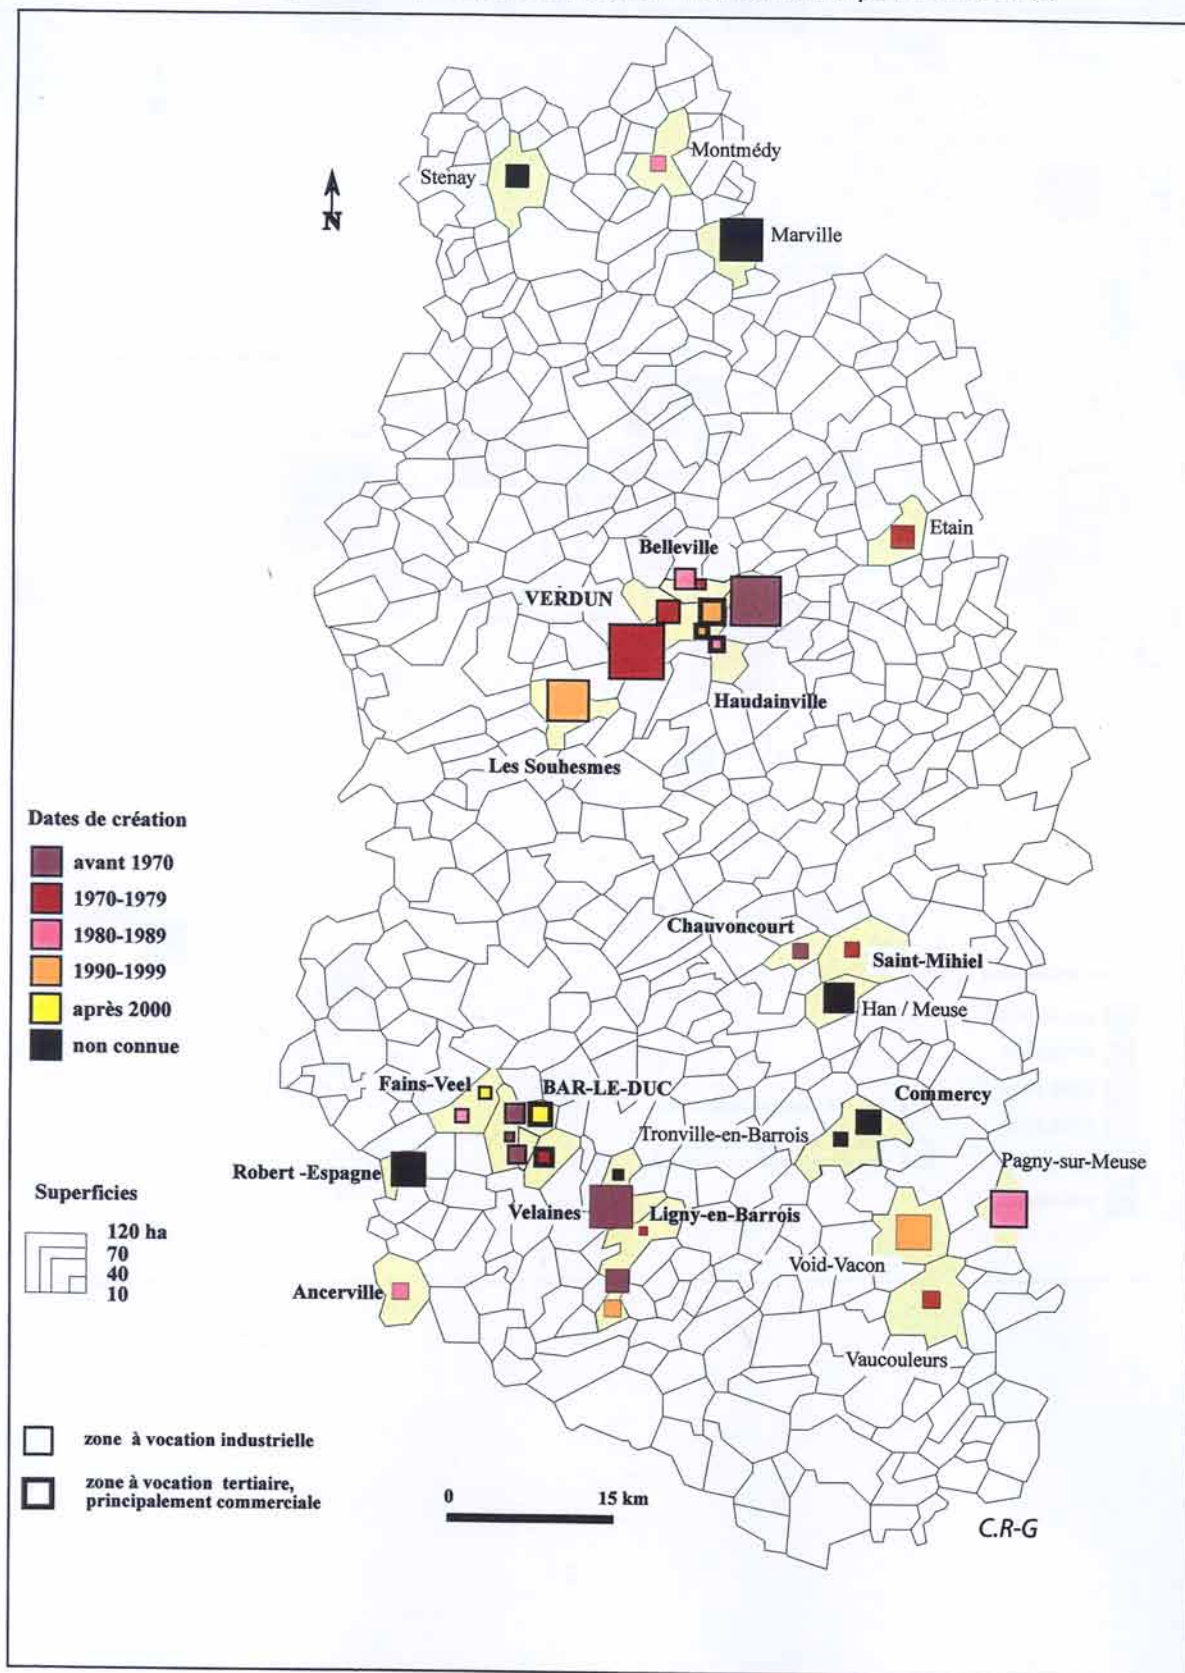 Montmédy
Stenay
N
Marville
Etain
Belleville
VERDUN
Haudainville
Les Souhesmes
Dates de création
avant 1970
1970-1979
1980-1989
1990-1999
après 2000
non connue
Chauvoncourt
Saint-Mihiel
Han / Meuse
Fains-Veel
BAR-LE-DUC
Commercy
Tronville-en-Barrois
Pagny-sur-Meuse
Robert -Espagne
Superficies
120 ha
70
40
10
Velaines
Ligny-en-Barrois
Void-Vacon
Ancerville
Vaucouleurs
zone à vocation industrielle
zone à vocation tertiaire,
principalement commerciale
0 15 km
C.R-G